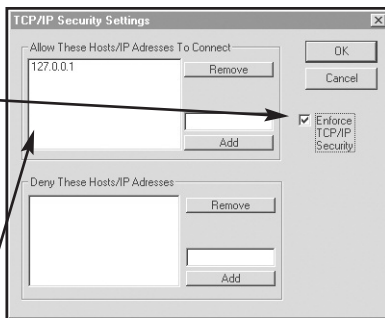 TCP/IP Security Settings
Allow These Hosts/IP Adresses To Connect
127.0.0.1
Remove
Add
OK
Cancel
Enforce
TCP/IP
Security
Deny These Hosts/IP Adresses
Remove
Add